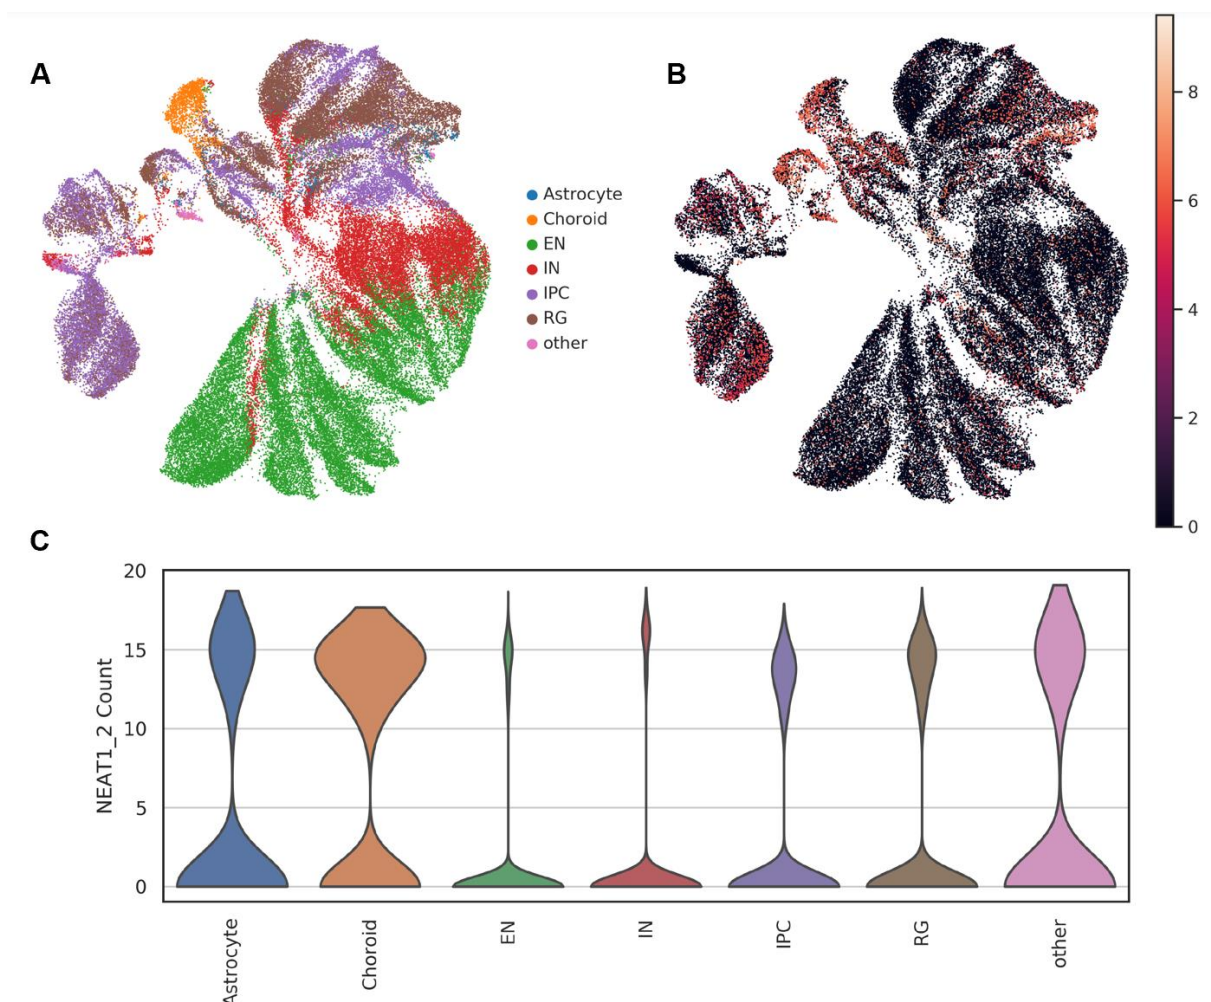 A
B
Astrocyte
Choroid
EN
IN
IPC
RG
other
8
6
4
2
0
C
20
15
10
5
0
NEAT1_2 Count
Astrocyte
Choroid
EN
IN
IPC
RG
other